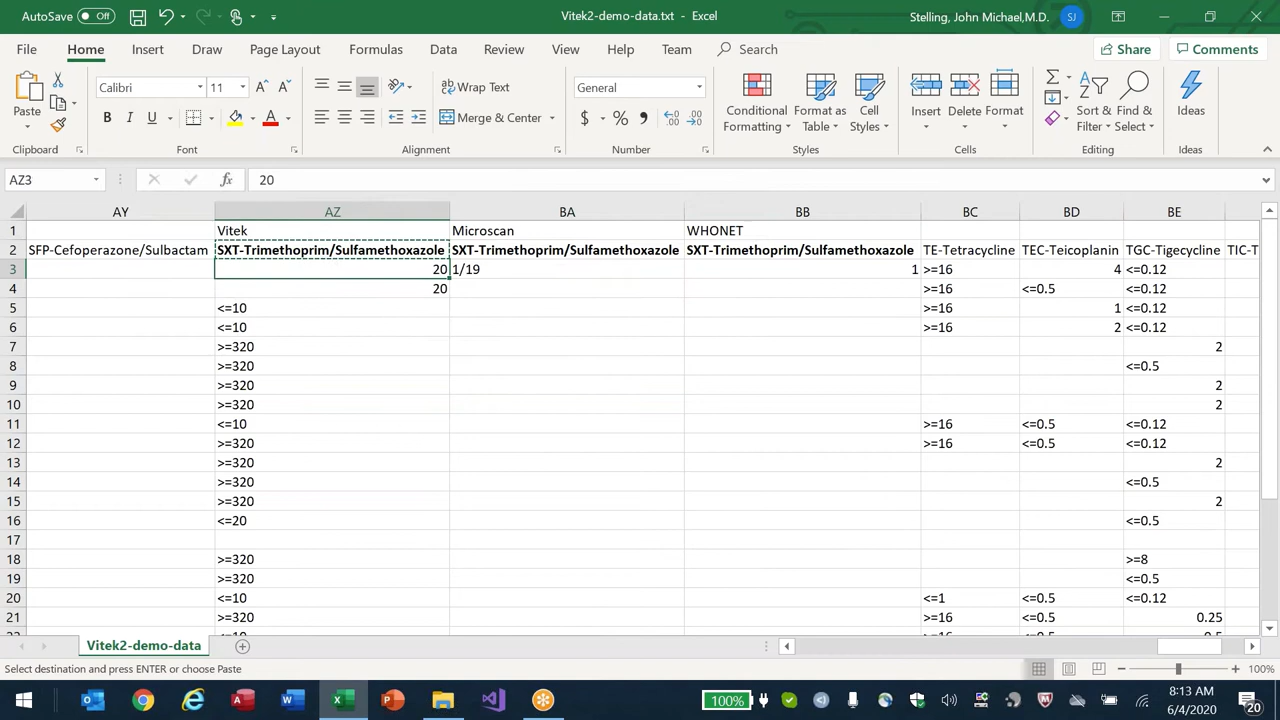 AutoSave Off Vitek2-demo-data.txt - Excel Stelling, John Michael,M.D. SJ
File Home Insert Draw Page Layout Formulas Data Review View Help Team Search Share Comments
Paste Calibri 11 Wrap Text General Conditional Formatting Format as Table Cell Styles Insert Delete Format Sort & Filter Find & Select Ideas
B I U A Merge & Center $ %
Clipboard Font Alignment Number Styles Cells Editing Ideas
AZ3 fx 20
AY AZ BA BB BC BD BE
1 Vitek Microscan WHONET
2 SFP-Cefoperazone/Sulbactam SXT-Trimethoprim/Sulfamethoxazole SXT-Trimethoprim/Sulfamethoxazole SXT-Trimethoprim/Sulfamethoxazole TE-Tetracycline TEC-Teicoplanin TGC-Tigecycline TIC-T
3 20 1/19 1 >=16 4 <=0.12
4 20 >=16 <=0.5 <=0.12
5 <=10 >=16 1 <=0.12
6 <=10 >=16 2 <=0.12
7 >=320 2
8 >=320 <=0.5
9 >=320 2
10 >=320 2
11 <=10 >=16 <=0.5 <=0.12
12 >=320 >=16 <=0.5 <=0.12
13 >=320 2
14 >=320 <=0.5
15 >=320 2
16 <=20 <=0.5
17
18 >=320 >=8
19 >=320 <=0.5
20 <=10 <=1 <=0.5 <=0.12
21 >=320 >=16 <=0.5 0.25
Vitek2-demo-data
Select destination and press ENTER or choose Paste 100%
100% 8:13 AM
6/4/2020 20